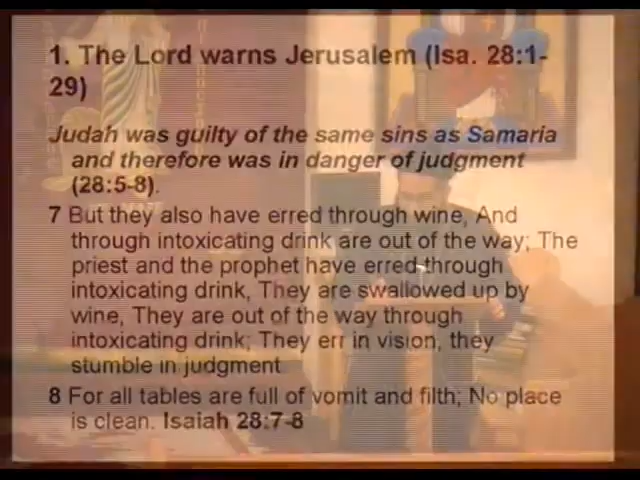 1. The Lord warns Jerusalem (Isa. 28:1-
29)
Judah was guilty of the same sins as Samaria
and therefore was in danger of judgment
(28:5-8).
7 But they also have erred through wine, And
through intoxicating drink are out of the way; The
priest and the prophet have erred through
intoxicating drink, They are swallowed up by
wine, They are out of the way through
intoxicating drink; They err in vision, they
stumble in judgment
8 For all tables are full of vomit and filth; No place
is clean. Isaiah 28:7-8